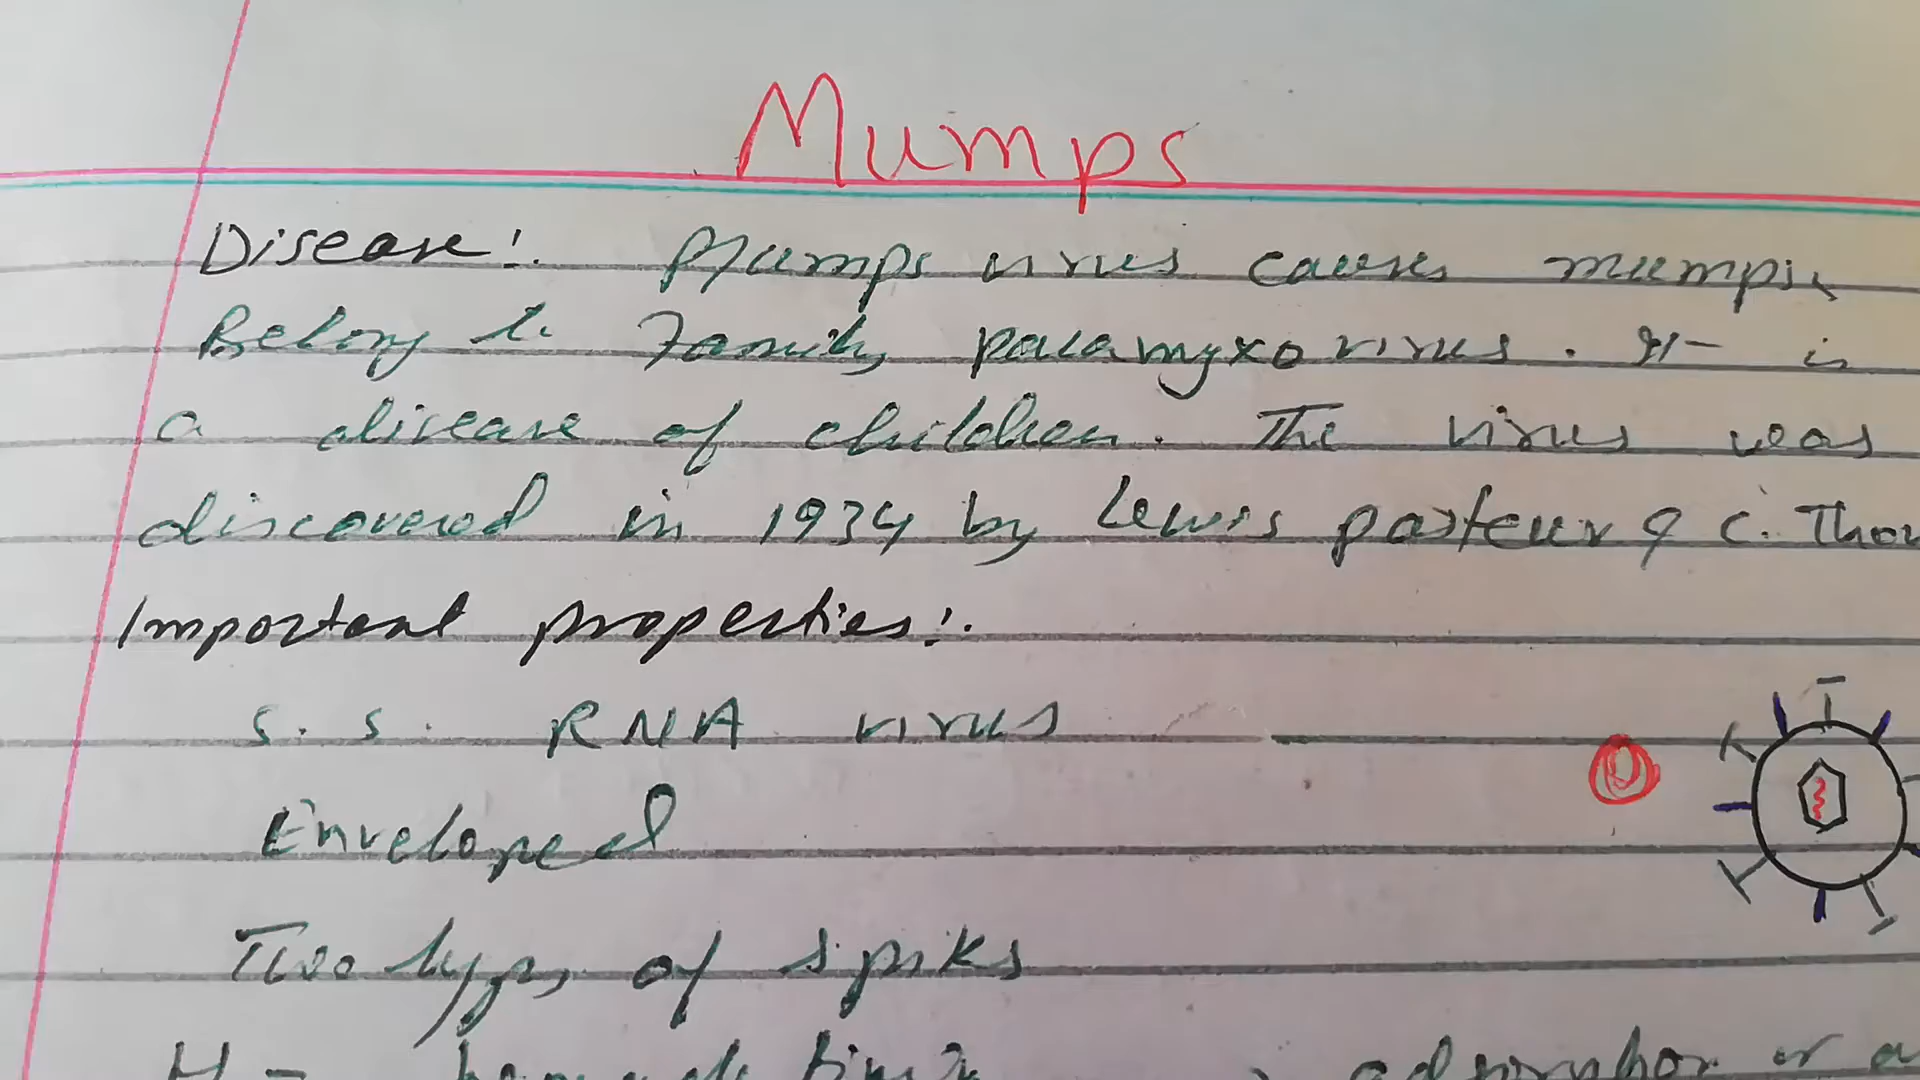 Mumps
Disease:. Mumps virus causes mumps,
Belong to Family paramyxovirus. It is
a disease of children. The virus was
discovered in 1934 by Lewis pasteur & C. Thom
Important properties:.
S. S. RNA virus
Enveloped
Two types of spiks
H -